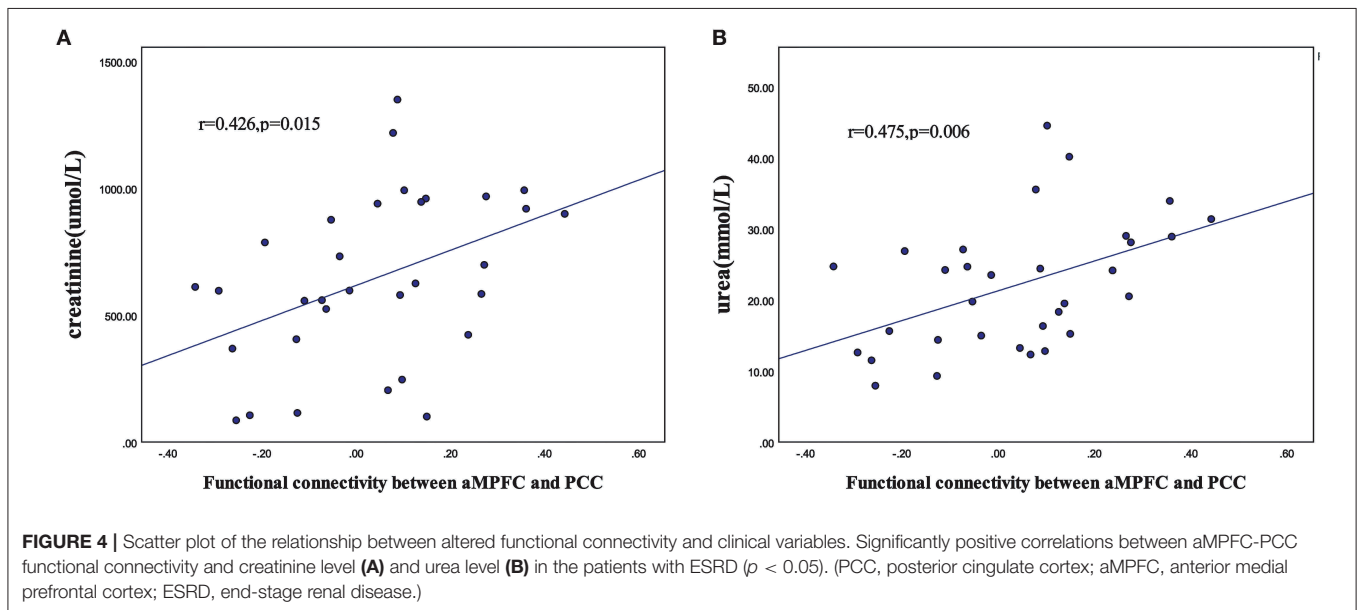 A
B
1500.00
1000.00
500.00
.00
creatinine(umol/L)
r=0.426,p=0.015
-.40 -.20 .00 .20 .40 .60
Functional connectivity between aMPFC and PCC
50.00
40.00
30.00
20.00
10.00
.00
urea(mmol/L)
r=0.475,p=0.006
-.40 -.20 .00 .20 .40 .60
Functional connectivity between aMPFC and PCC
FIGURE 4 | Scatter plot of the relationship between altered functional connectivity and clinical variables. Significantly positive correlations between aMPFC-PCC
functional connectivity and creatinine level (A) and urea level (B) in the patients with ESRD (p < 0.05). (PCC, posterior cingulate cortex; aMPFC, anterior medial
prefrontal cortex; ESRD, end-stage renal disease.)